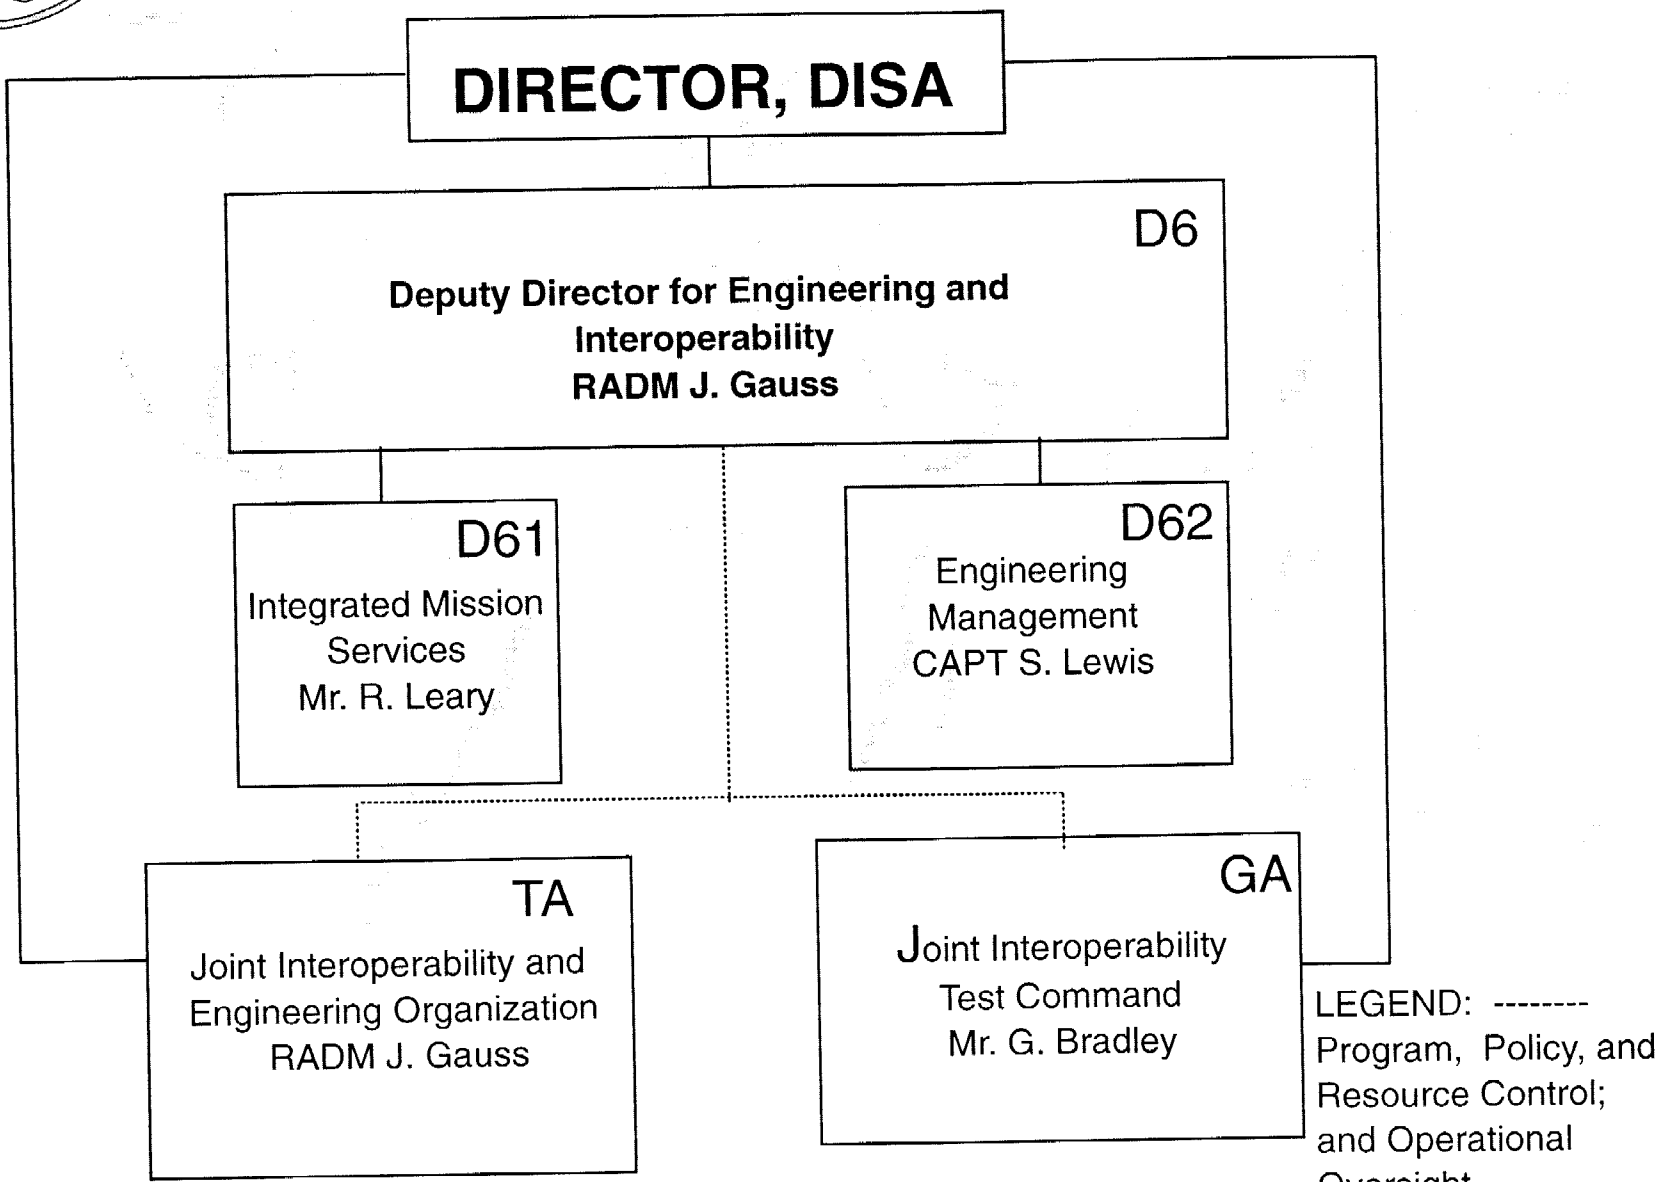 DIRECTOR, DISA
D6
Deputy Director for Engineering and
Interoperability
RADM J. Gauss
D61
Integrated Mission
Services
Mr. R. Leary
D62
Engineering
Management
CAPT S. Lewis
TA
Joint Interoperability and
Engineering Organization
RADM J. Gauss
GA
Joint Interoperability
Test Command
Mr. G. Bradley
LEGEND: --------
Program, Policy, and
Resource Control;
and Operational
Oversight